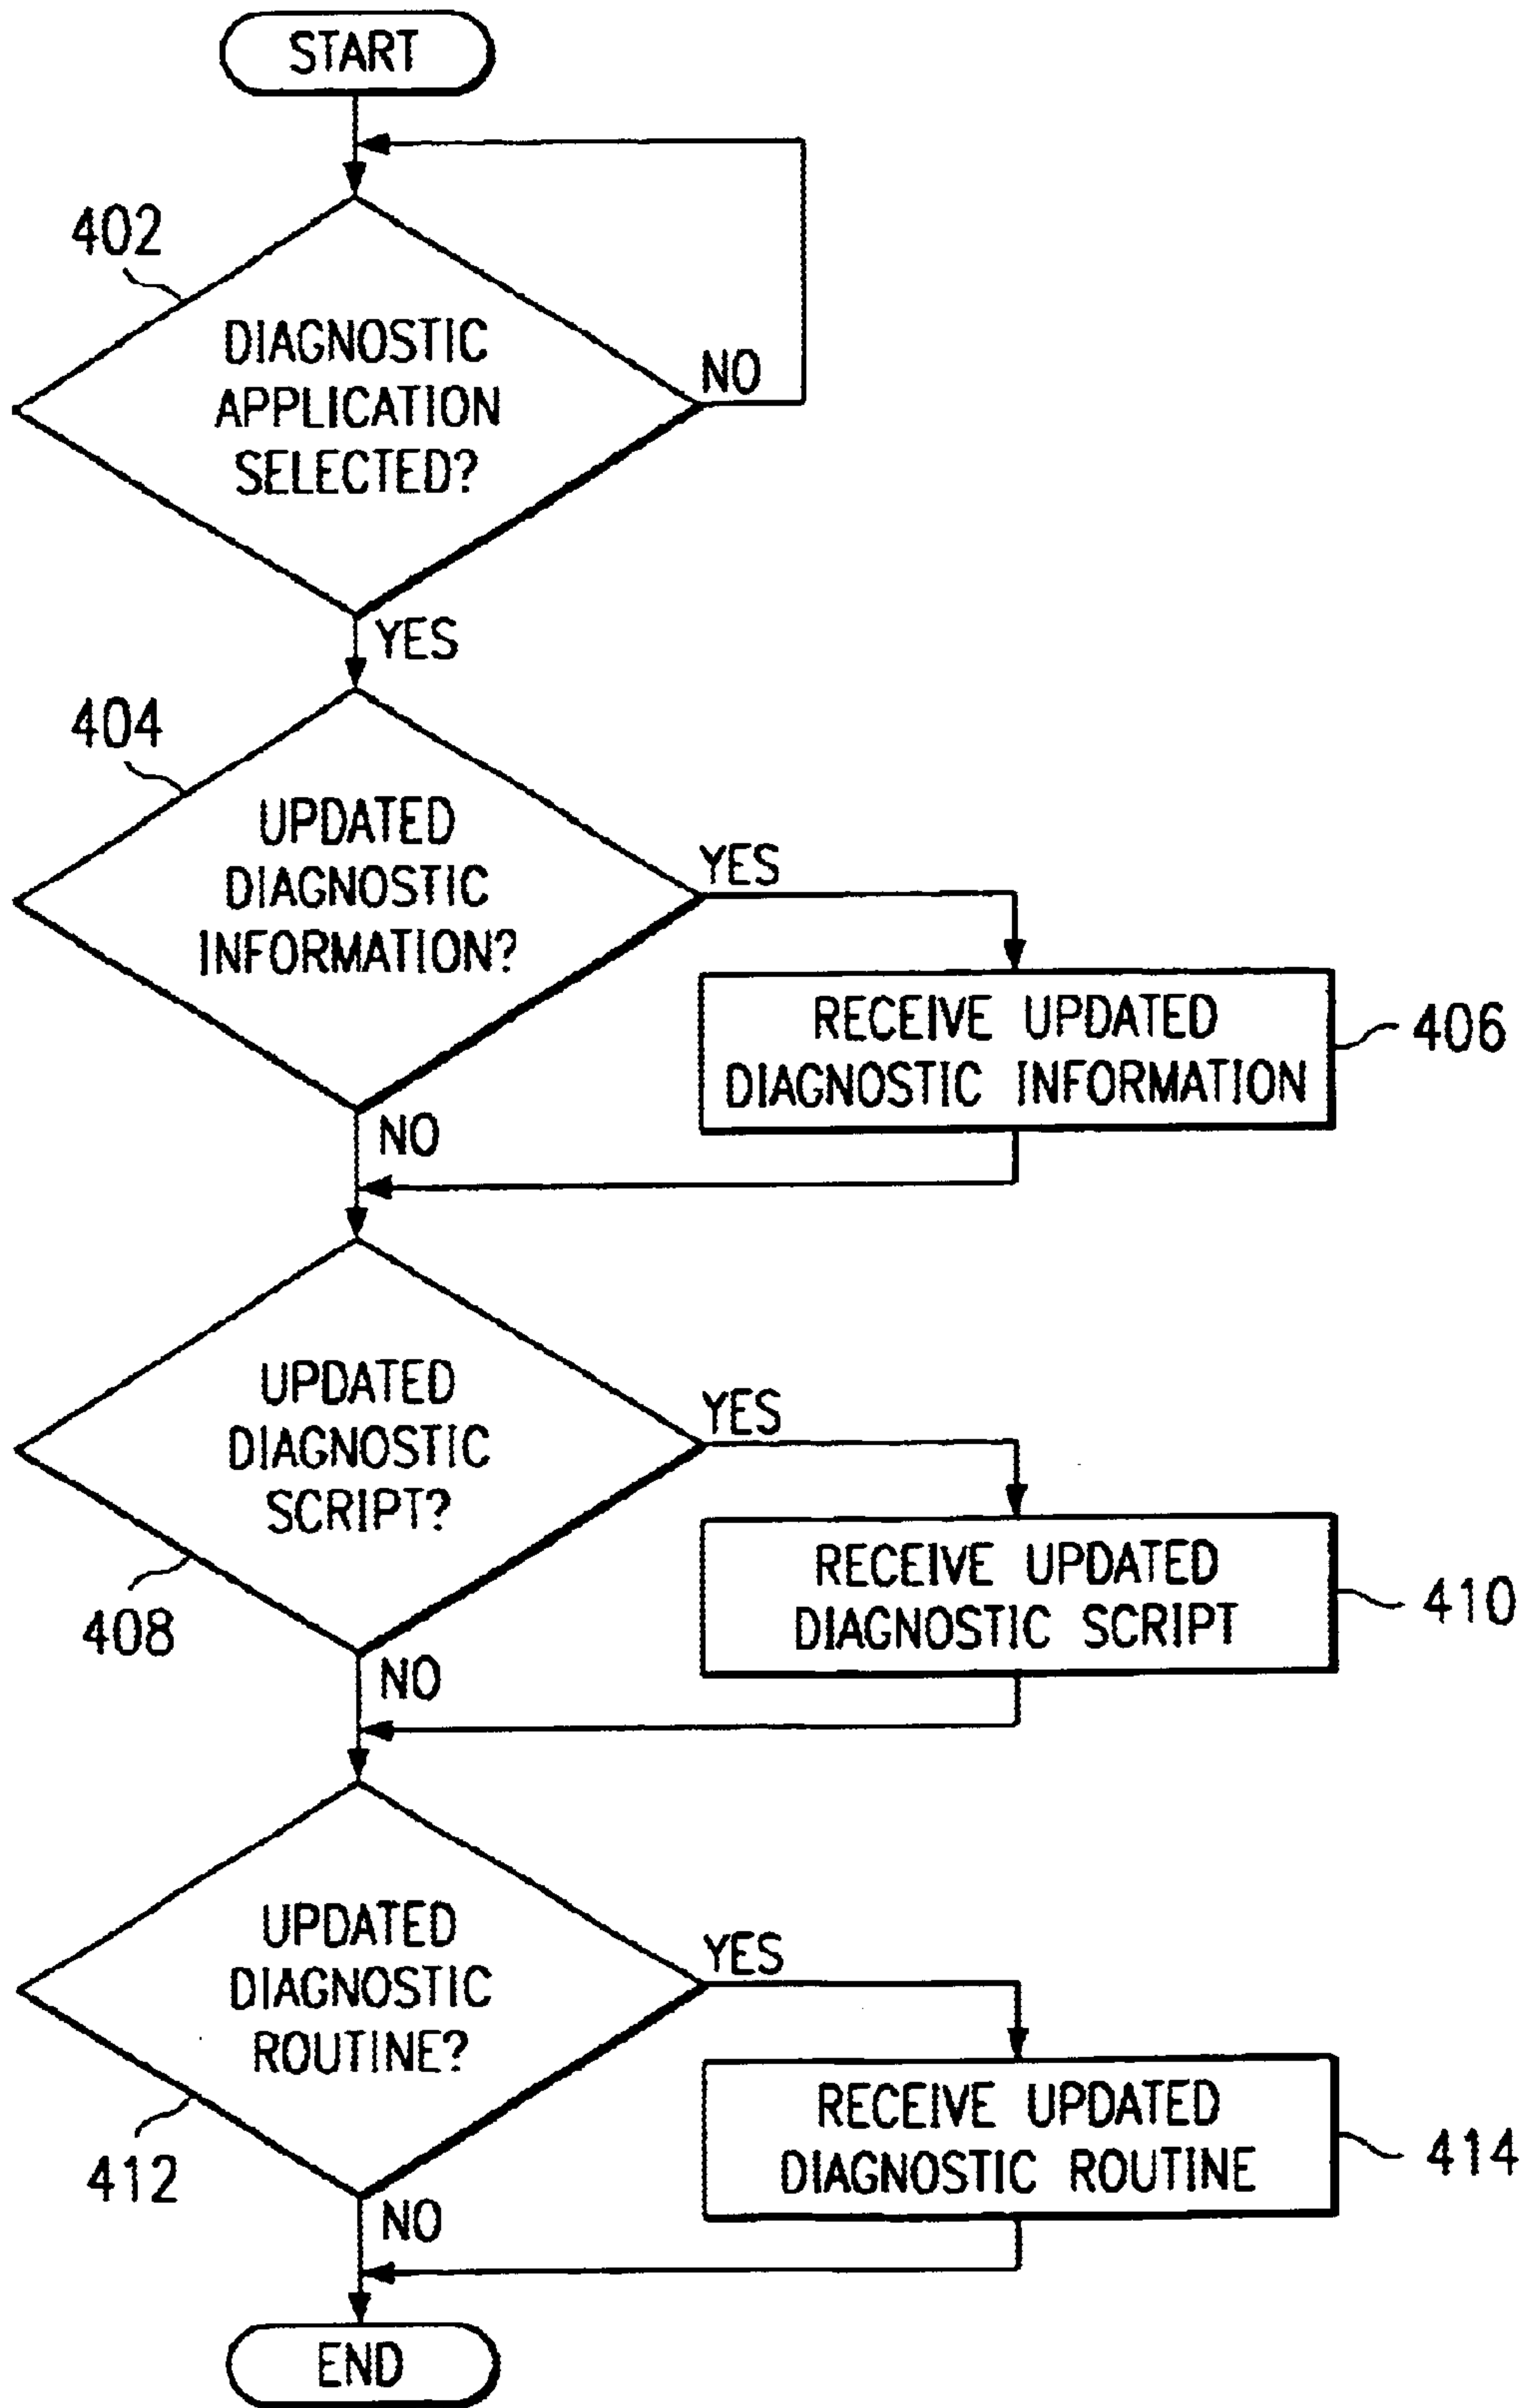 START
402
DIAGNOSTIC
APPLICATION
SELECTED?
NO
YES
404
UPDATED
DIAGNOSTIC
INFORMATION?
YES
RECEIVE UPDATED
DIAGNOSTIC INFORMATION
406
NO
UPDATED
DIAGNOSTIC
SCRIPT?
YES
RECEIVE UPDATED
DIAGNOSTIC SCRIPT
410
408
NO
UPDATED
DIAGNOSTIC
ROUTINE?
YES
RECEIVE UPDATED
DIAGNOSTIC ROUTINE
414
412
NO
END